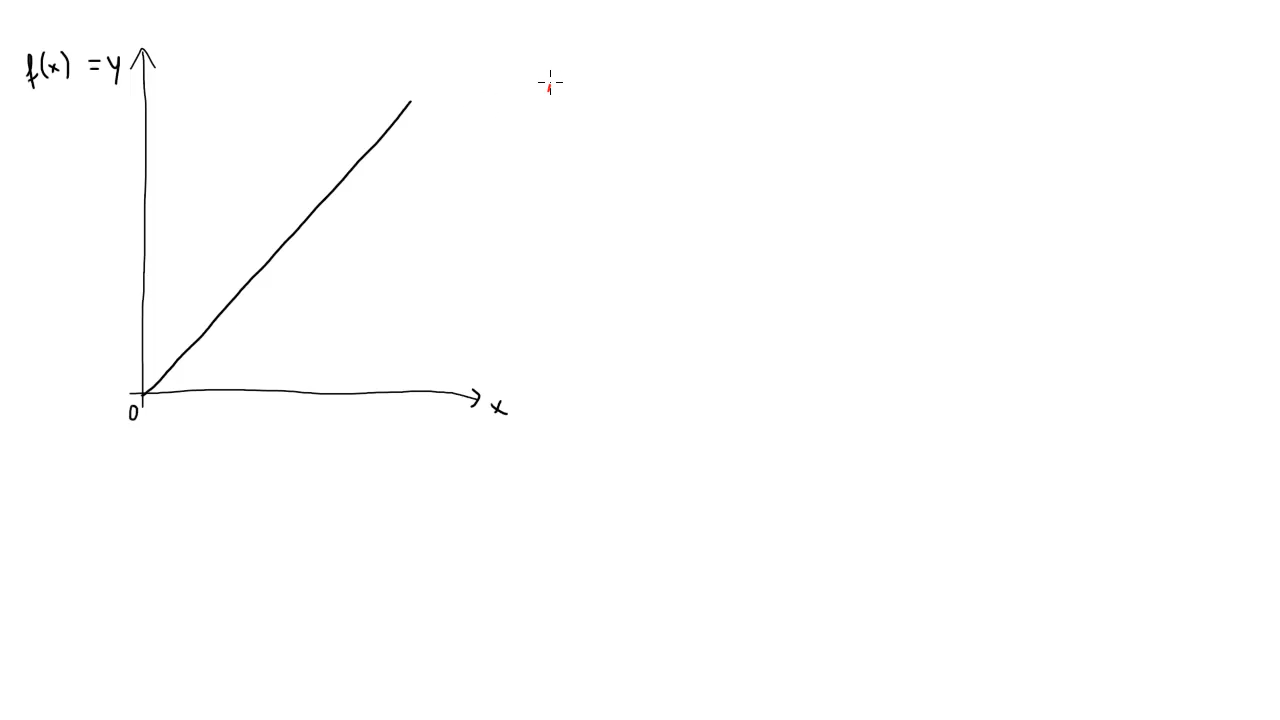 f(x) = y
0
x